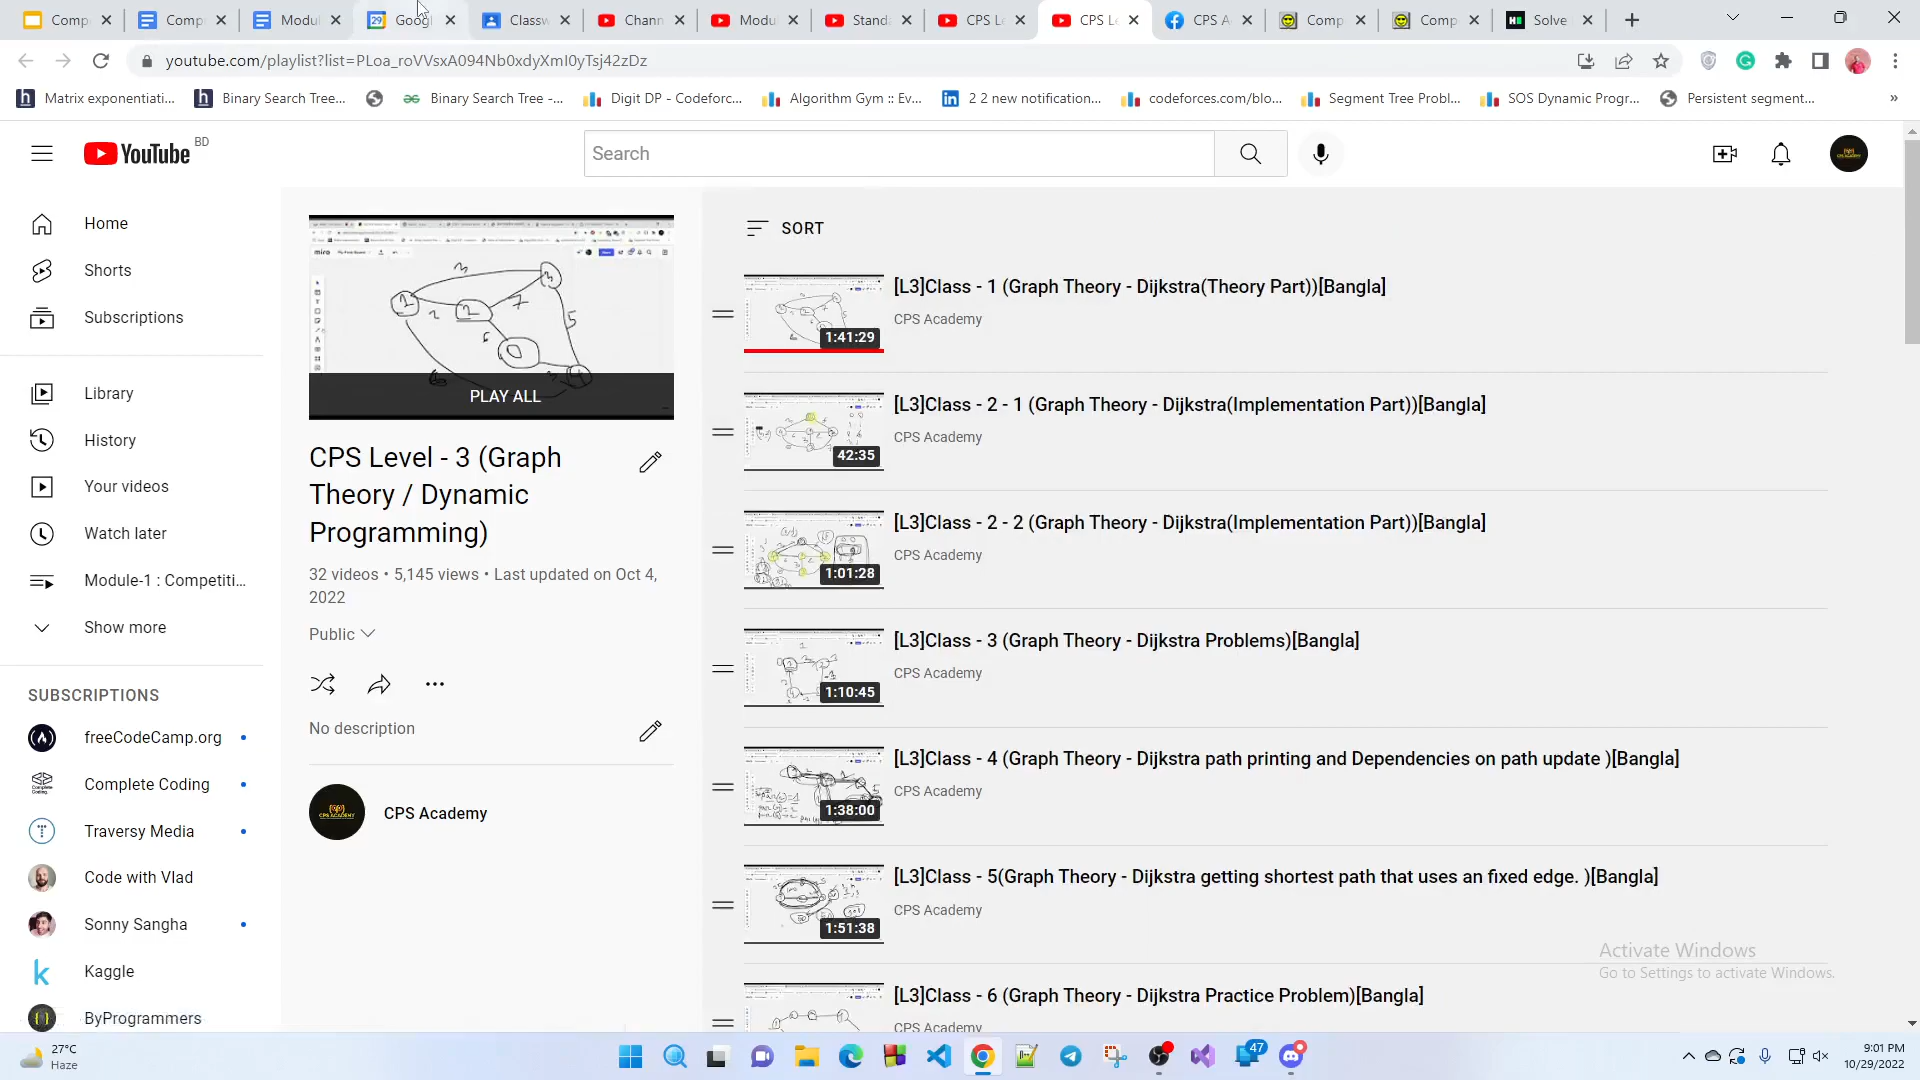 Comp
Comp
Modul
29
Goog
Classw
Chann
Modu
Standa
CPS Le
CPS Le
CPS A
Comp
Comp
Solve
youtube.com/playlist?list=PLoa_roVVsxA094Nb0xdyXmI0yTsj42zDz
Matrix exponentiati...
Binary Search Tree...
Binary Search Tree -...
Digit DP - Codeforc...
Algorithm Gym :: Ev...
2 2 new notification...
codeforces.com/blo...
Segment Tree Probl...
SOS Dynamic Progr...
Persistent segment...
YouTube BD
Search
Home
Shorts
Subscriptions
Library
History
Your videos
Watch later
Module-1 : Competiti...
Show more
SUBSCRIPTIONS
freeCodeCamp.org
Complete Coding
Traversy Media
Code with Vlad
Sonny Sangha
Kaggle
ByProgrammers
miro
PLAY ALL
CPS Level - 3 (Graph
Theory / Dynamic
Programming)
32 videos • 5,145 views • Last updated on Oct 4,
2022
Public
No description
CPS Academy
SORT
[L3]Class - 1 (Graph Theory - Dijkstra(Theory Part))[Bangla]
CPS Academy
1:41:29
[L3]Class - 2 - 1 (Graph Theory - Dijkstra(Implementation Part))[Bangla]
CPS Academy
42:35
[L3]Class - 2 - 2 (Graph Theory - Dijkstra(Implementation Part))[Bangla]
CPS Academy
1:01:28
[L3]Class - 3 (Graph Theory - Dijkstra Problems)[Bangla]
CPS Academy
1:10:45
[L3]Class - 4 (Graph Theory - Dijkstra path printing and Dependencies on path update )[Bangla]
CPS Academy
1:38:00
[L3]Class - 5(Graph Theory - Dijkstra getting shortest path that uses an fixed edge. )[Bangla]
CPS Academy
1:51:38
[L3]Class - 6 (Graph Theory - Dijkstra Practice Problem)[Bangla]
CPS Academy
Activate Windows
Go to Settings to activate Windows.
27°C
Haze
47
9:01 PM
10/29/2022